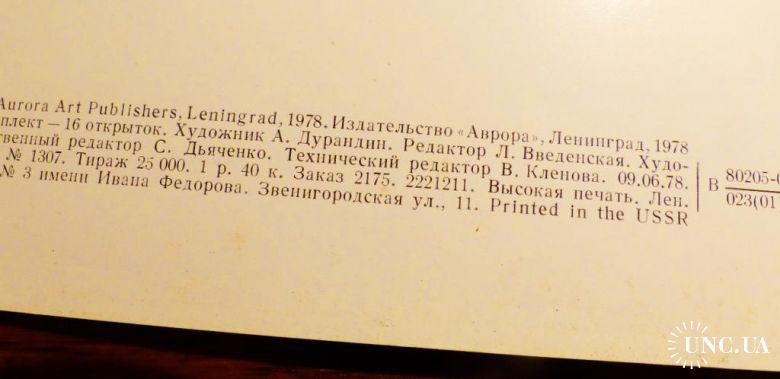 Aurora Art Publishers, Leningrad, 1978. Издательство «Аврора», Ленинград, 1978
плект — 16 открыток. Художник А. Дурандин. Редактор Л. Введенская. Худо-
твенный редактор С. Дьяченко. Технический редактор В. Кленова. 09.06.78.
№ 1307. Тираж 25 000. 1 р. 40 к. Заказ 2175. 2221211. Высокая печать. Лен.
№ 3 имени Ивана Федорова. Звенигородская ул., 11. Printed in the USSR
В 80205-0
023(01
UNC.UA